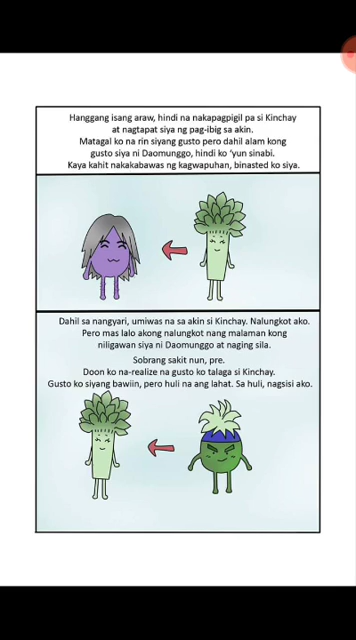 Hanggang isang araw, hindi na nakapagpigil pa si Kinchay
at nagtapat siya ng pag-ibig sa akin.
Matagal ko na rin siyang gusto pero dahil alam kong
gusto siya ni Daomunggo, hindi ko 'yun sinabi.
Kaya kahit nakakabawas ng kagwapuhan, binasted ko siya.
Dahil sa nangyari, umiwas na sa akin si Kinchay. Nalungkot ako.
Pero mas lalo akong nalungkot nang malaman kong
niligawan siya ni Daomunggo at naging sila.
Sobrang sakit nun, pre.
Doon ko na-realize na gusto ko talaga si Kinchay.
Gusto ko siyang bawiin, pero huli na ang lahat. Sa huli, nagsisi ako.